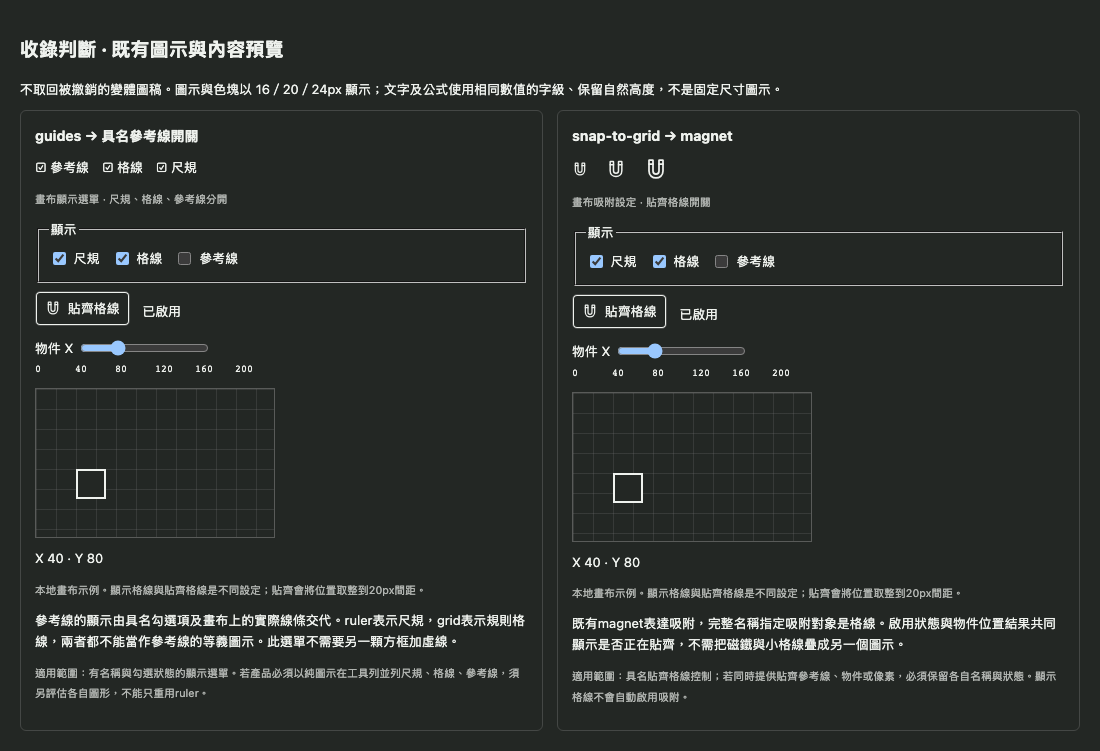 收錄判斷 · 既有圖示與內容預覽
不取回被撤銷的變體圖稿。圖示與色塊以 16 / 20 / 24px 顯示；文字及公式使用相同數值的字級、保留自然高度，不是固定尺寸圖示。
guides → 具名參考線開關
參考線 格線 尺規
畫布顯示選單 · 尺規、格線、參考線分開
顯示
尺規 格線 參考線
貼齊格線 已啟用
物件 X
0 40 80 120 160 200
X 40 · Y 80
本地畫布示例。顯示格線與貼齊格線是不同設定；貼齊會將位置取整到20px間距。
參考線的顯示由具名勾選項及畫布上的實際線條交代。ruler表示尺規，grid表示規則格
線，兩者都不能當作參考線的等義圖示。此選單不需要另一顆方框加虛線。
適用範圍：有名稱與勾選狀態的顯示選單。若產品必須以純圖示在工具列並列尺規、格線、參考線，須
另評估各自圖形，不能只重用ruler。
snap-to-grid → magnet
畫布吸附設定 · 貼齊格線開關
顯示
尺規 格線 參考線
貼齊格線 已啟用
物件 X
0 40 80 120 160 200
X 40 · Y 80
本地畫布示例。顯示格線與貼齊格線是不同設定；貼齊會將位置取整到20px間距。
既有magnet表達吸附，完整名稱指定吸附對象是格線。啟用狀態與物件位置結果共同
顯示是否正在貼齊，不需把磁鐵與小格線疊成另一個圖示。
適用範圍：具名貼齊格線控制；若同時提供貼齊參考線、物件或像素，必須保留各自名稱與狀態。顯示
格線不會自動啟用吸附。